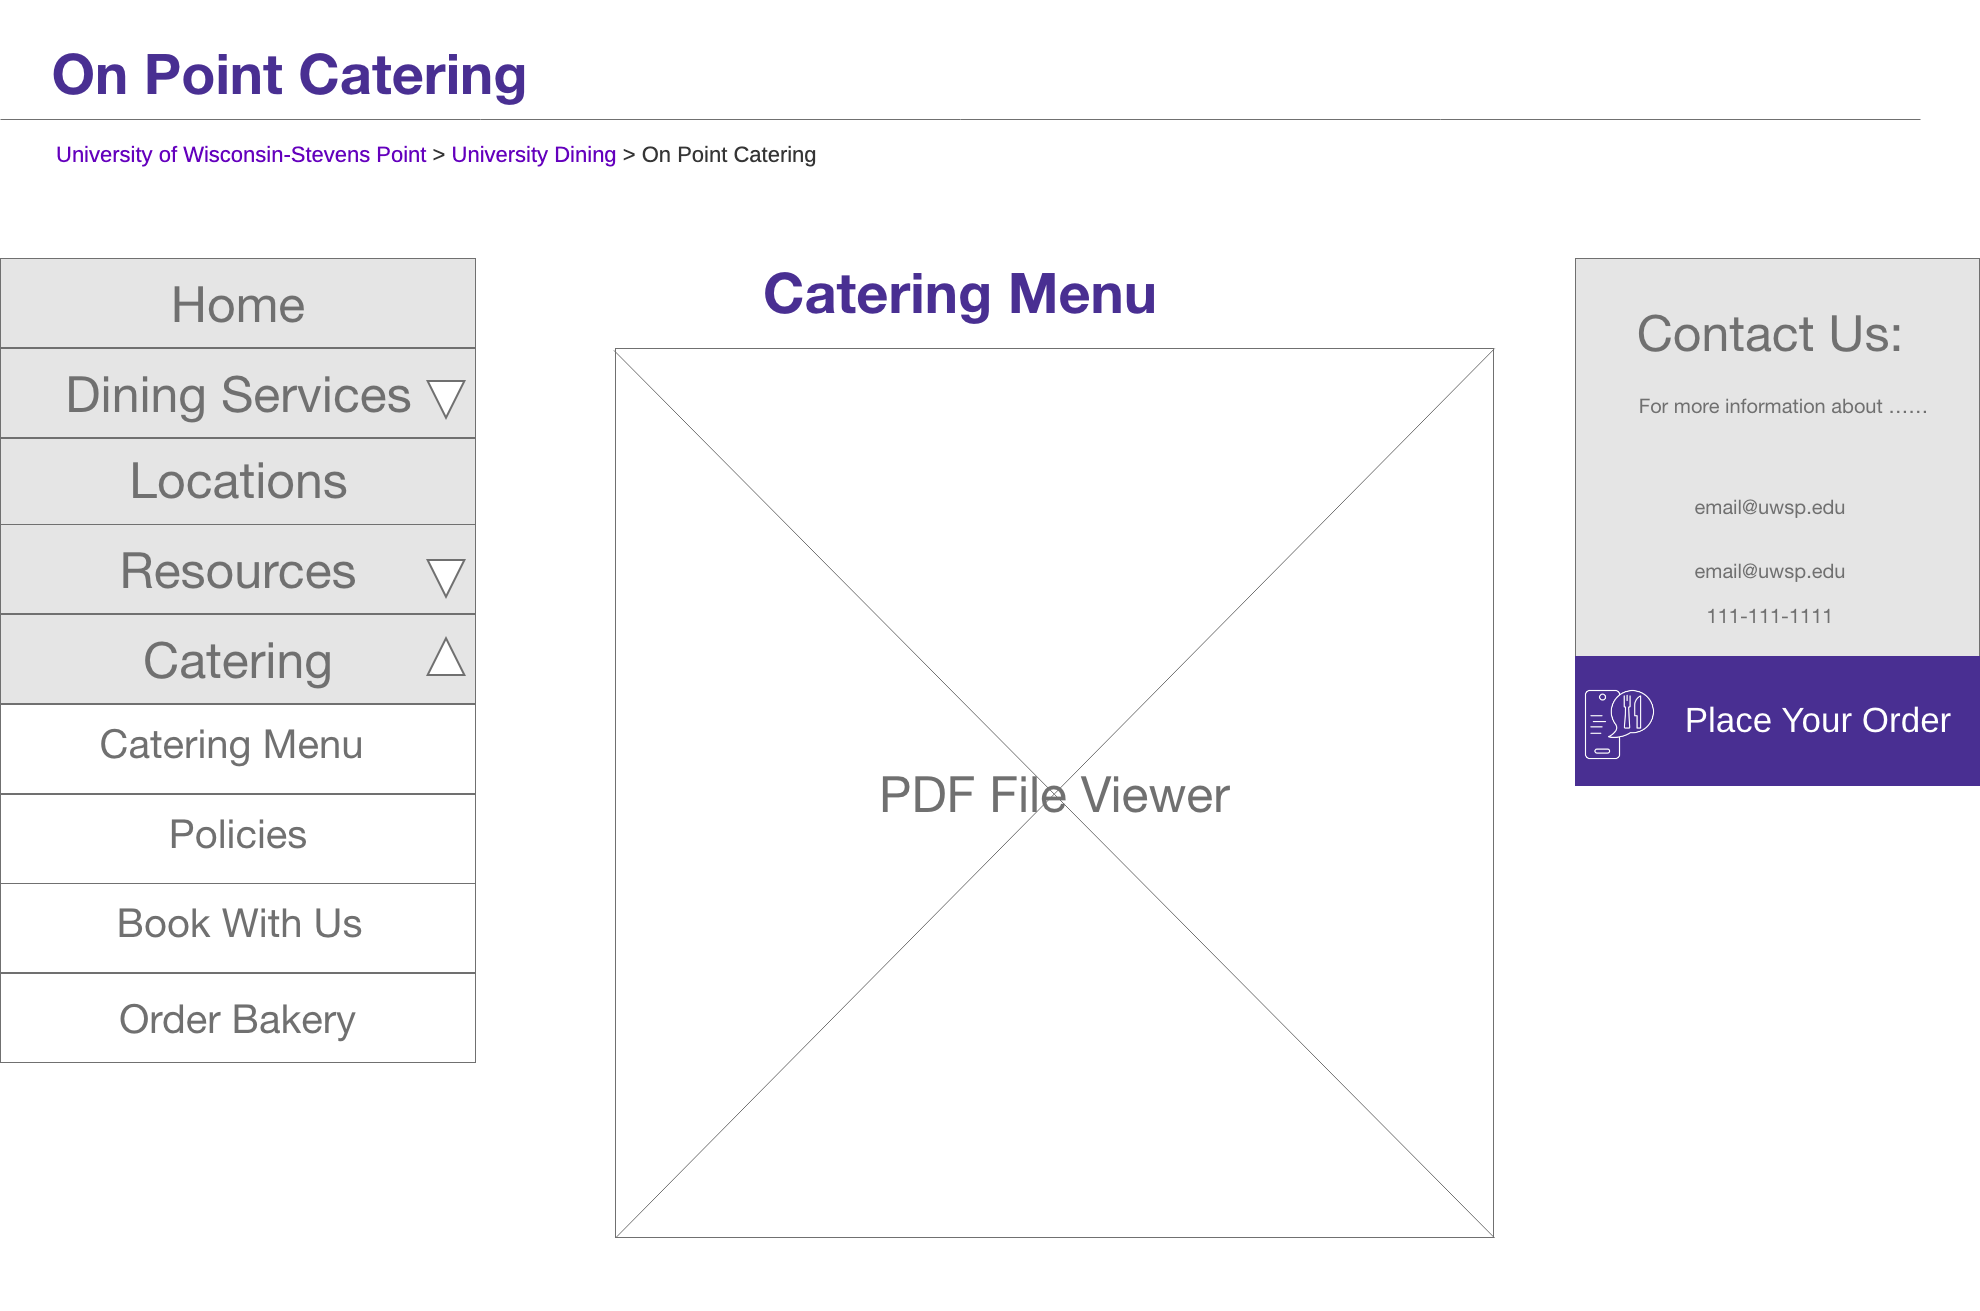 On Point Catering
University of Wisconsin-Stevens Point > University Dining > On Point Catering
Home
Dining Services
Locations
Resources
Catering
Catering Menu
Policies
Book With Us
Order Bakery
Catering Menu
PDF File Viewer
Contact Us:
For more information about ......
email@uwsp.edu
email@uwsp.edu
111-111-1111
Place Your Order